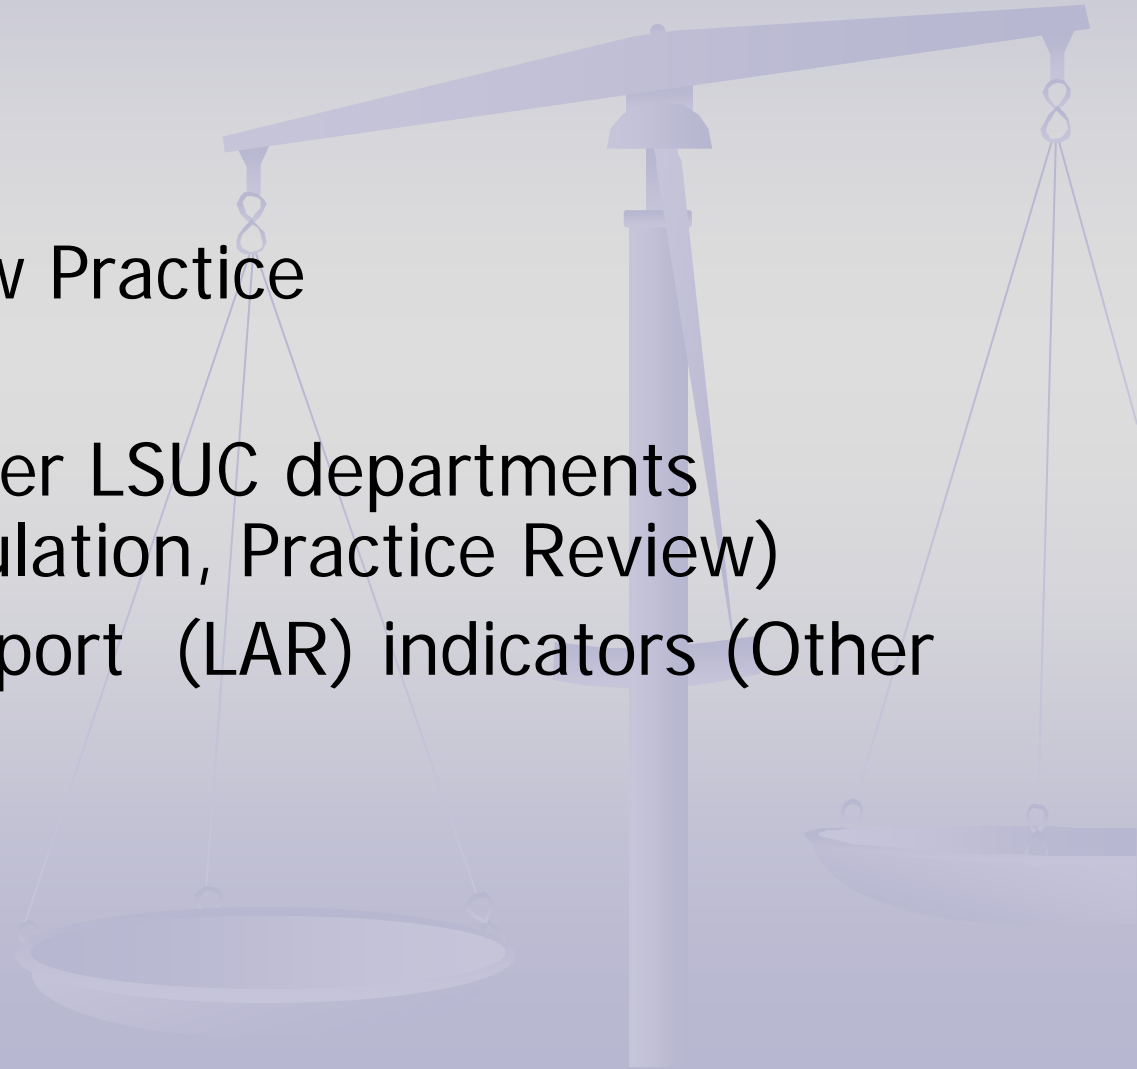 w Practice
er LSUC departments
ulation, Practice Review)
port (LAR) indicators (Other